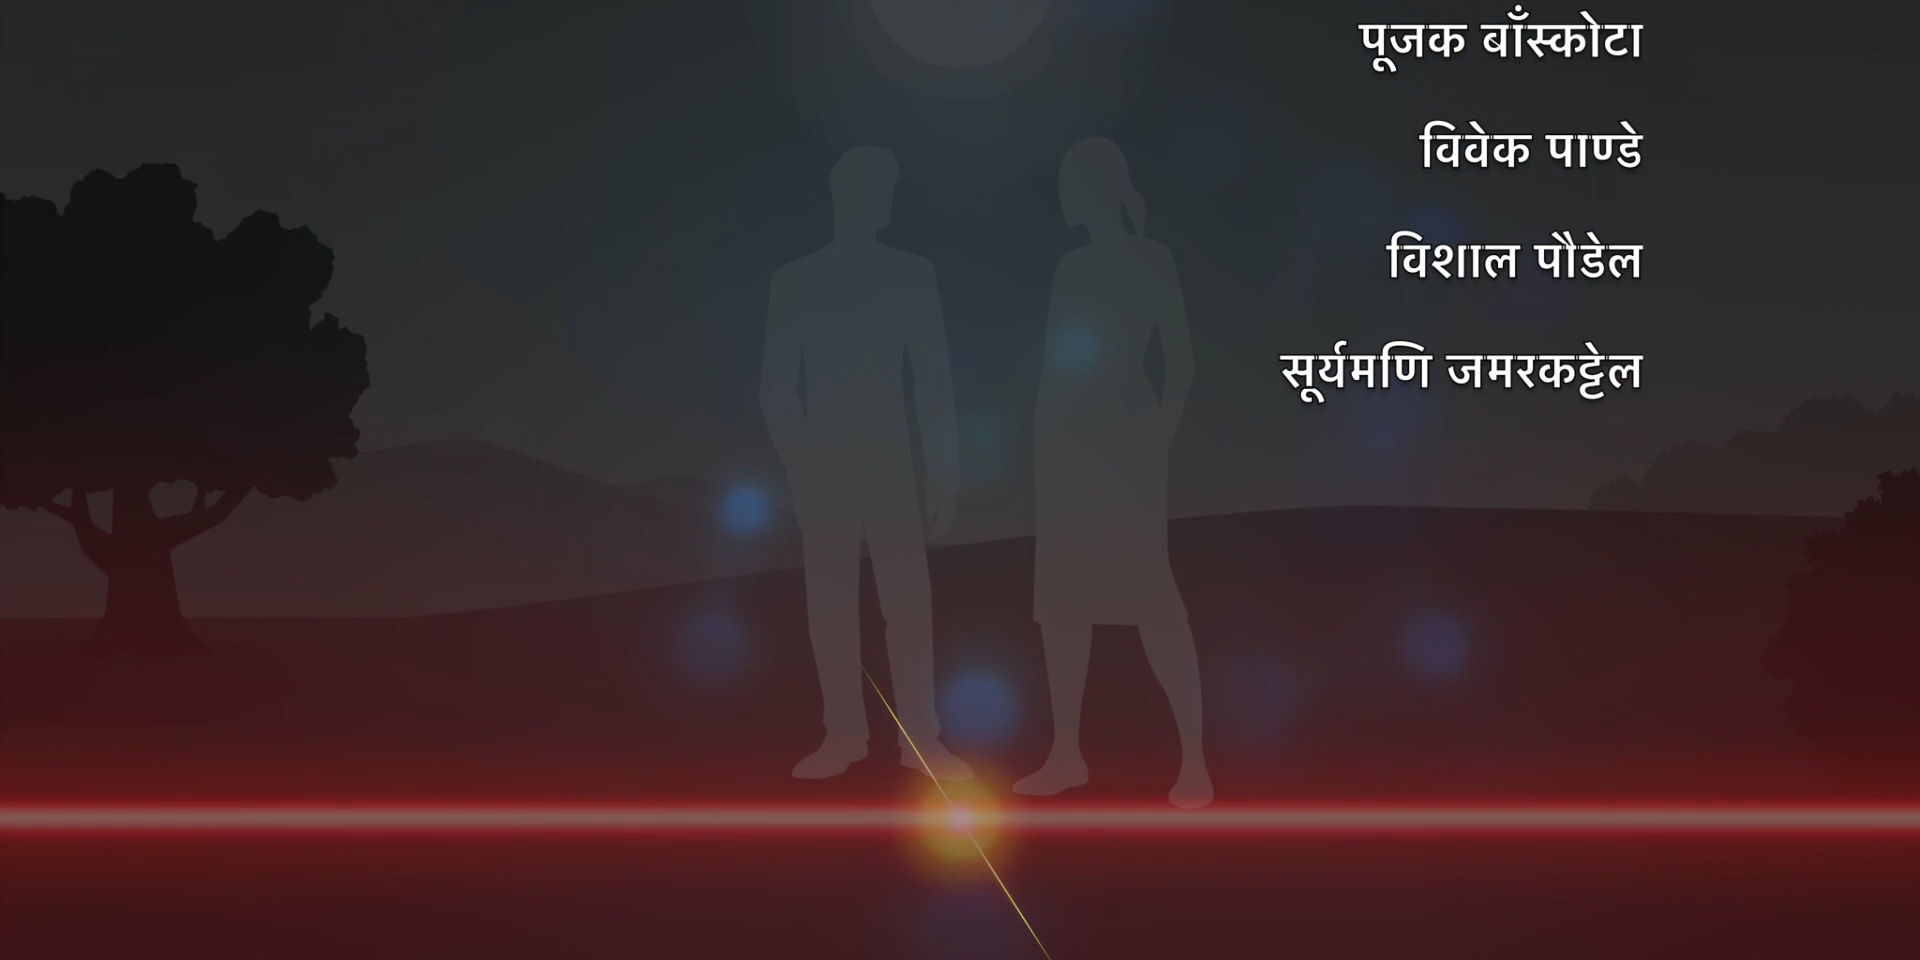 पूजक बाँस्कोटा
विवेक पाण्डे
विशाल पौडेल
सूर्यमणि जमरकट्टेल